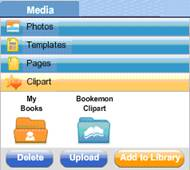 Media
Photos
Templates
Pages
Clipart
My Books
Bookemon Clipart
Delete Upload Add to Library